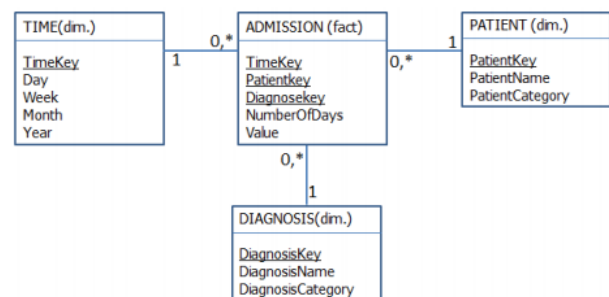 TIME(dim.)
TimeKey
Day
Week
Month
Year
1
0,*
ADMISSION (fact)
TimeKey
Patientkey
Diagnosekey
NumberOfDays
Value
1
0,*
PATIENT (dim.)
PatientKey
PatientName
PatientCategory
0,*
1
DIAGNOSIS(dim.)
DiagnosisKey
DiagnosisName
DiagnosisCategory